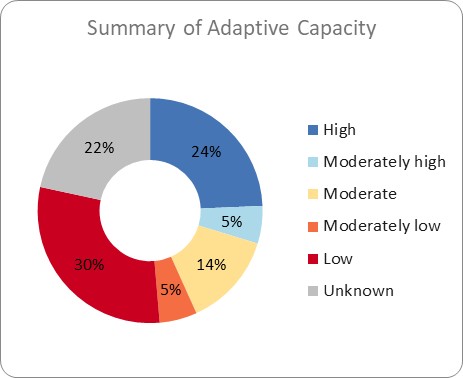 Summary of Adaptive Capacity
24%
5%
14%
5%
30%
22%
High
Moderately high
Moderate
Moderately low
Low
Unknown